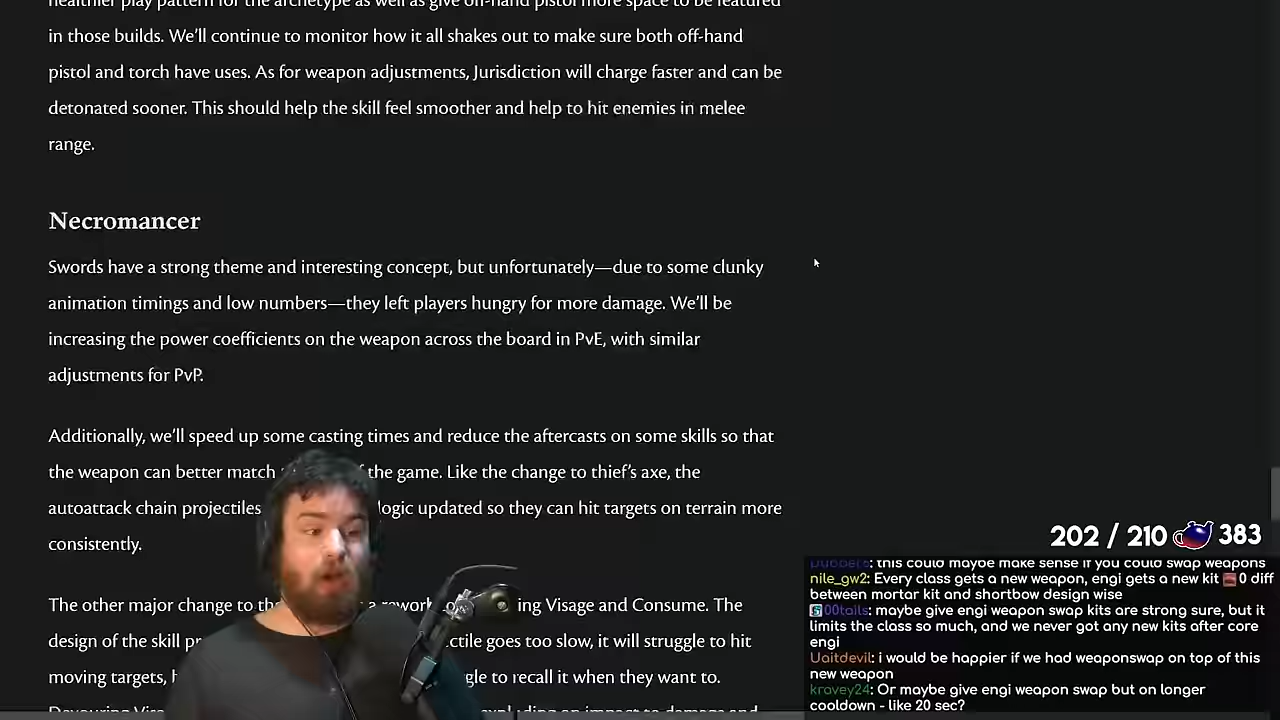 healthier play pattern for the archetype as well as give off-hand pistol more space to be featured
in those builds. We'll continue to monitor how it all shakes out to make sure both off-hand
pistol and torch have uses. As for weapon adjustments, Jurisdiction will charge faster and can be
detonated sooner. This should help the skill feel smoother and help to hit enemies in melee
range.
Necromancer
Swords have a strong theme and interesting concept, but unfortunately—due to some clunky
animation timings and low numbers—they left players hungry for more damage. We'll be
increasing the power coefficients on the weapon across the board in PvE, with similar
adjustments for PvP.
Additionally, we'll speed up some casting times and reduce the aftercasts on some skills so that
the weapon can better match of the game. Like the change to thief's axe, the
autoattack chain projectiles logic updated so they can hit targets on terrain more
consistently.
The other major change to a rework ing Visage and Consume. The
design of the skill goes too slow, it will struggle to hit
moving targets, to recall it when they want to.
202 / 210 383
: this could maybe make sense if you could swap weapons
nile_gw2: Every class gets a new weapon, engi gets a new kit 0 diff
between mortar kit and shortbow design wise
00tails: maybe give engi weapon swap kits are strong sure, but it
limits the class so much, and we never got any new kits after core
engi
Uaitdevil: i would be happier if we had weaponswap on top of this
new weapon
kravey24: Or maybe give engi weapon swap but on longer
cooldown - like 20 sec?